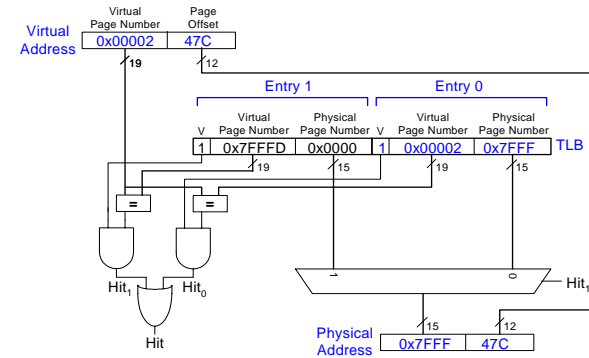 Virtual Page Number
Page Offset
Virtual Address
0x00002
47C
19
12
Entry 1
Entry 0
V
Virtual Page Number
Physical Page Number
V
Virtual Page Number
Physical Page Number
1
0x7FFFD
0x0000
1
0x00002
0x7FFF
TLB
19
15
19
15
=
=
1
0
Hit1
Hit0
Hit1
Hit
15
12
Physical Address
0x7FFF
47C